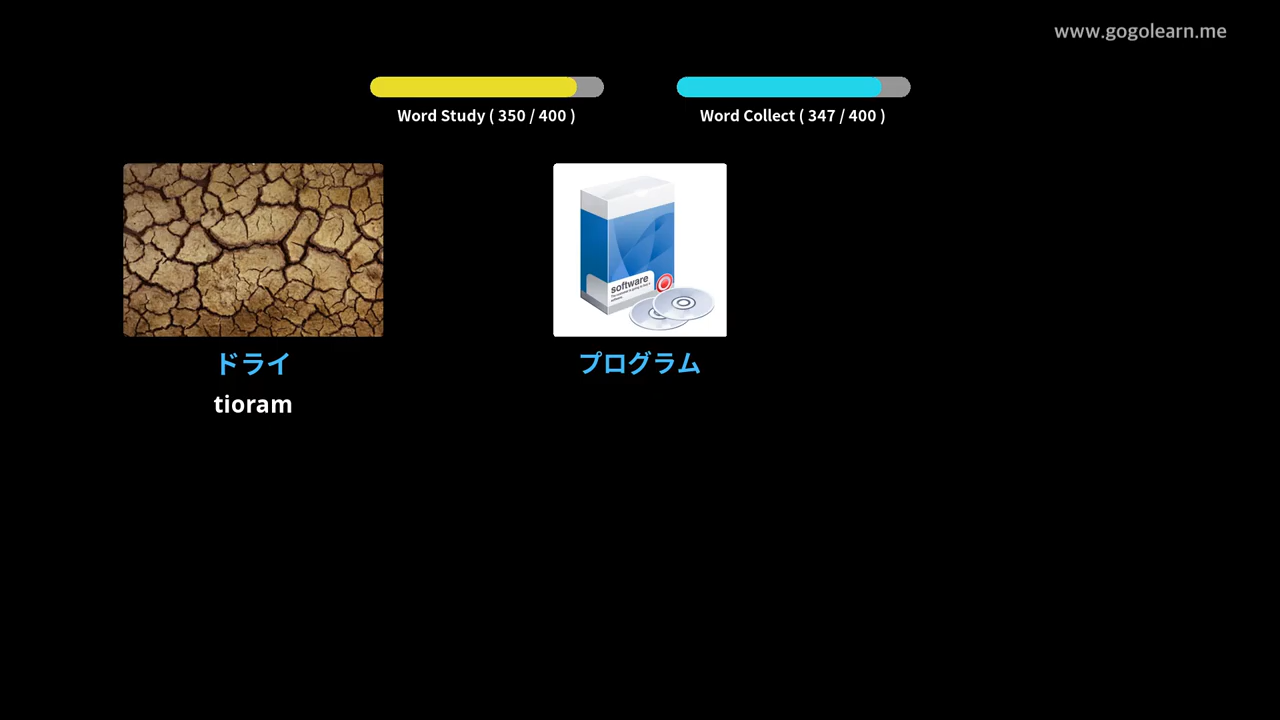 www.gogolearn.me
Word Study ( 350 / 400 )
Word Collect ( 347 / 400 )
software
ドライ
プログラム
tioram